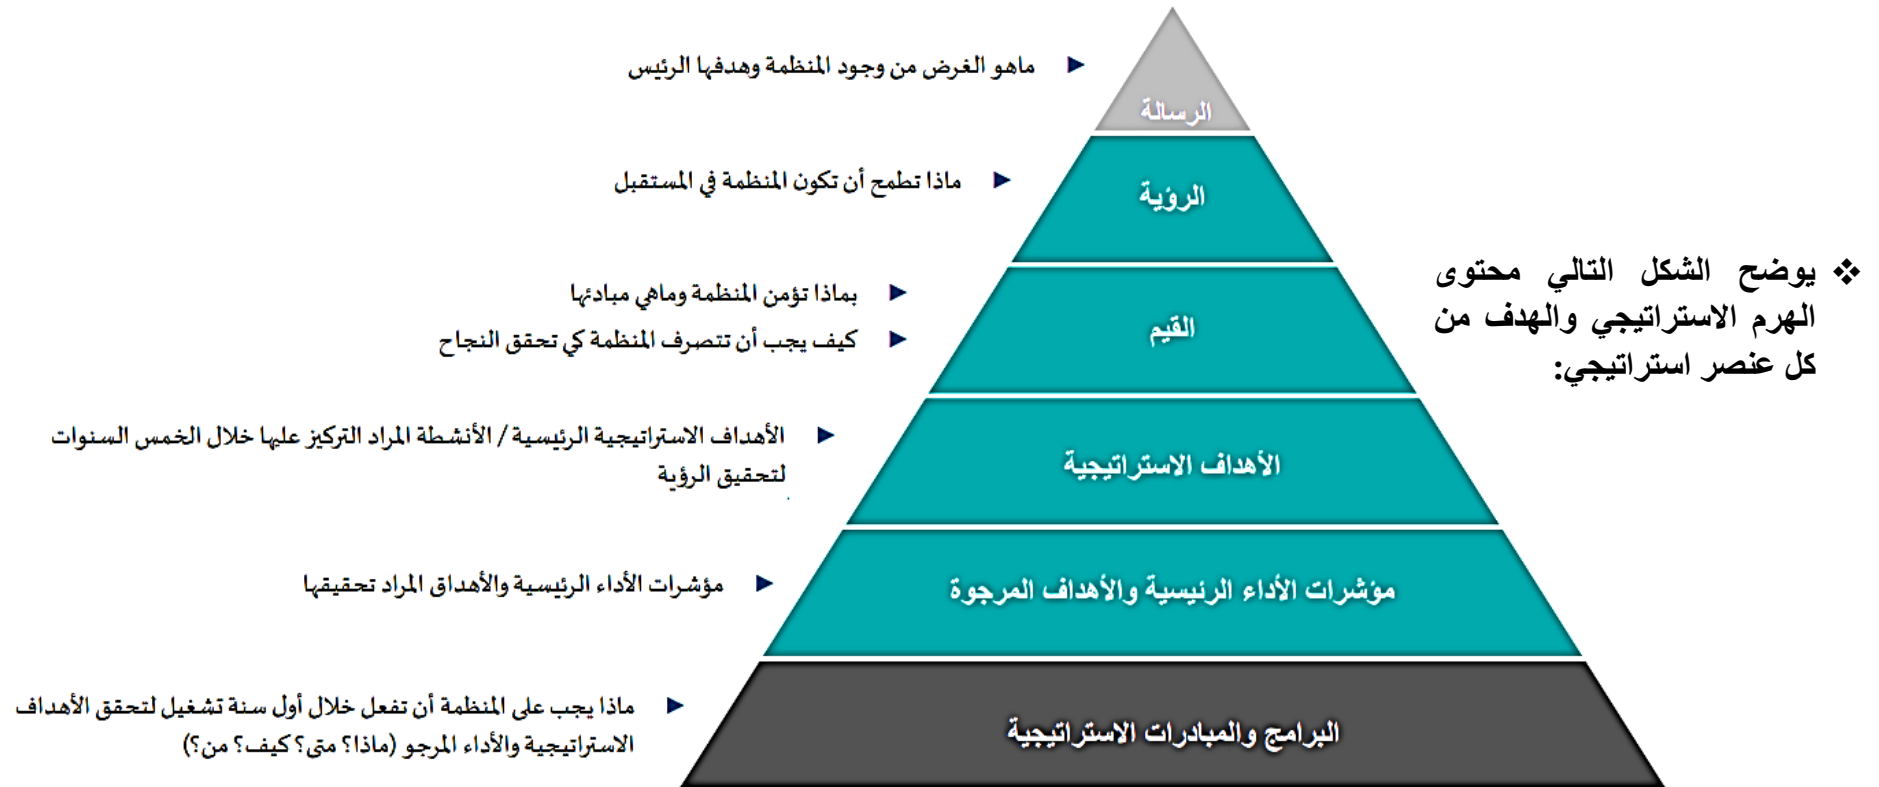 يوضح الشكل التالي محتوى
الهرم الاستراتيجي والهدف من
كل عنصر استراتيجي:
الرسالة
ماهو الغرض من وجود المنظمة وهدفها الرئيس
الرؤية
ماذا تطمح أن تكون المنظمة في المستقبل
القيم
بماذا تؤمن المنظمة وماهي مبادئها
كيف يجب أن تتصرف المنظمة كي تحقق النجاح
الأهداف الاستراتيجية
الأهداف الاستراتيجية الرئيسية / الأنشطة المراد التركيز عليها خلال الخمس السنوات
لتحقيق الرؤية
مؤشرات الأداء الرئيسية والأهداف المرجوة
مؤشرات الأداء الرئيسية والأهداق المراد تحقيقها
البرامج والمبادرات الاستراتيجية
ماذا يجب على المنظمة أن تفعل خلال أول سنة تشغيل لتحقق الأهداف
الاستراتيجية والأداء المرجو (ماذا؟ متى؟ كيف؟ من؟)